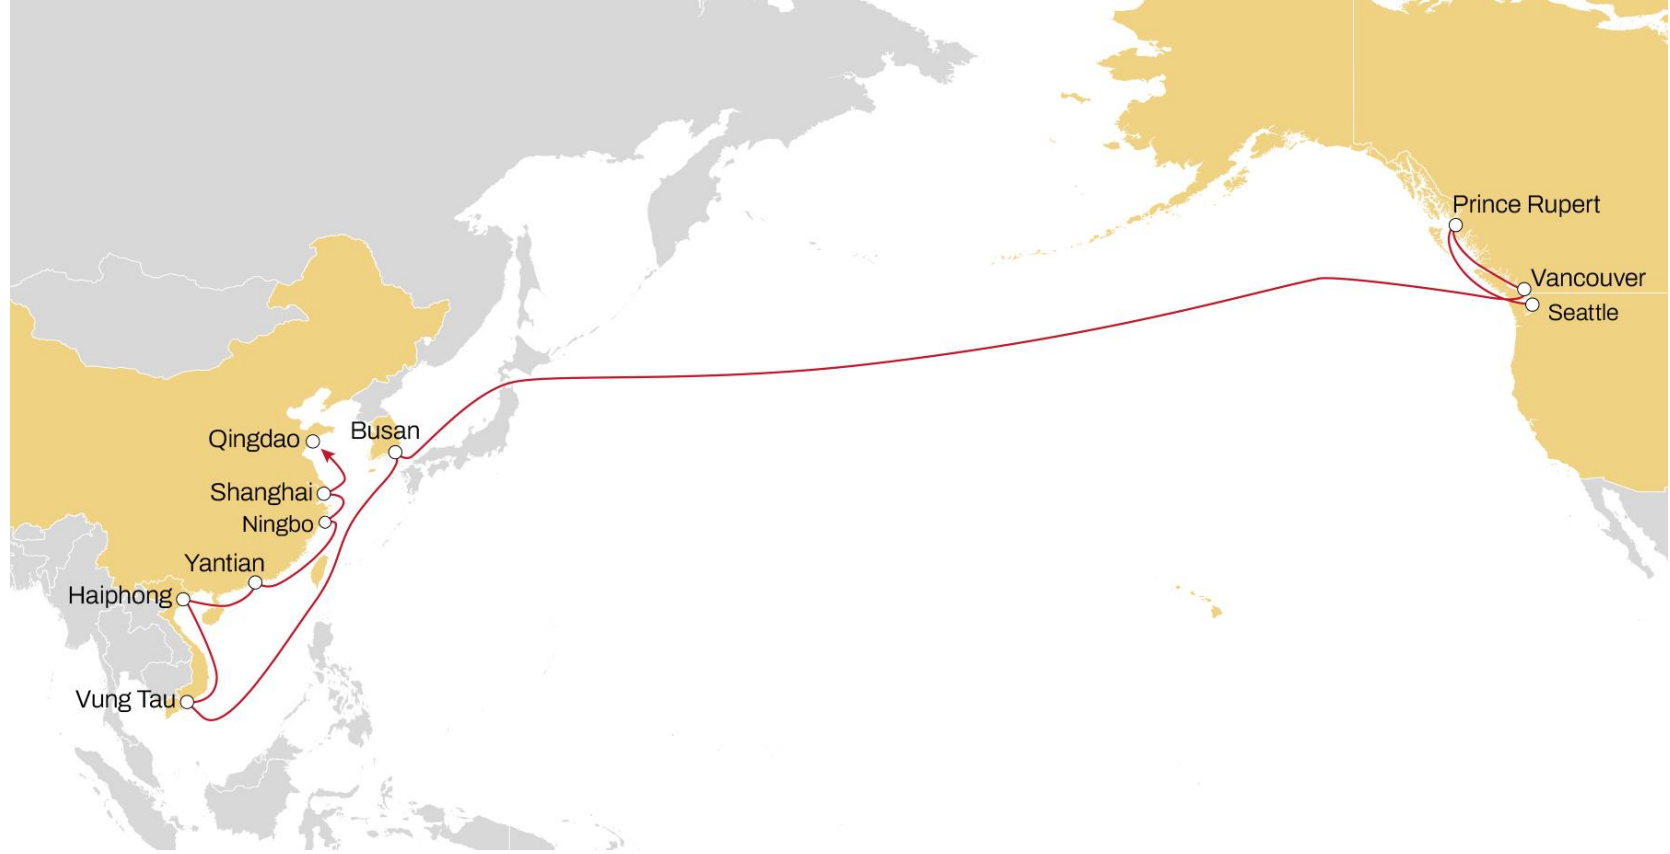 Prince Rupert
Vancouver
Seattle
Busan
Qingdao
Shanghai
Ningbo
Yantian
Haiphong
Vung Tau